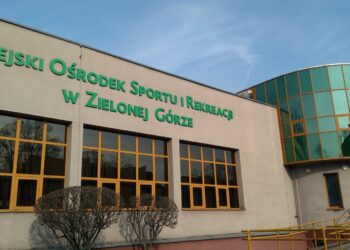 EJSKI OŚRODEK SPORTU I REKREACJI
W ZIELONEJ GÓRZE